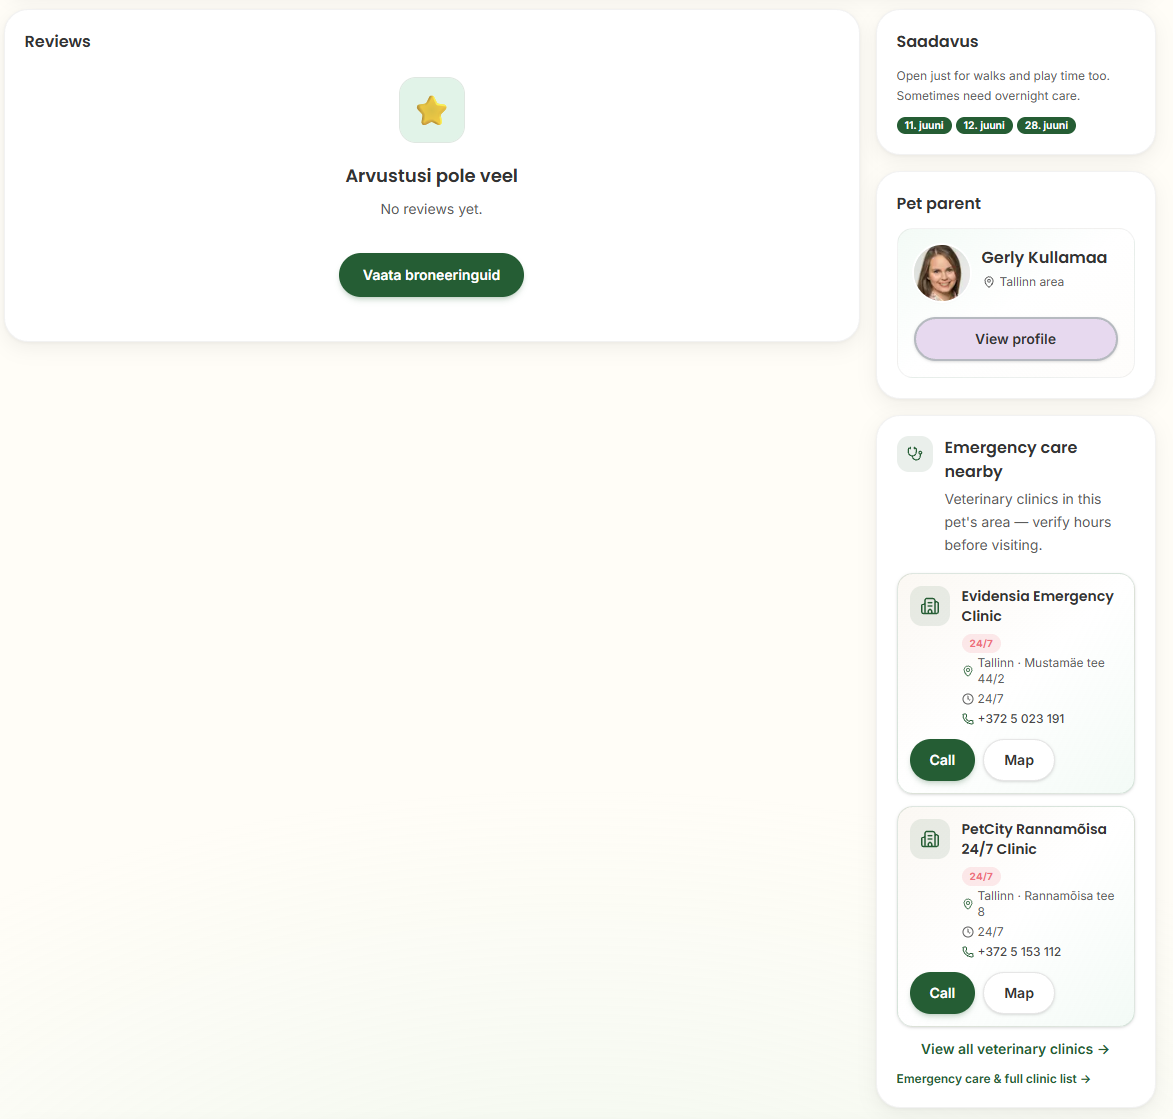 Reviews
Arvustusi pole veel
No reviews yet.
Vaata broneeringuid
Saadavus
Open just for walks and play time too.
Sometimes need overnight care.
11. juuni 12. juuni 28. juuni
Pet parent
Gerly Kullamaa
Tallinn area
View profile
Emergency care
nearby
Veterinary clinics in this
pet's area — verify hours
before visiting.
Evidensia Emergency
Clinic
24/7
Tallinn · Mustamäe tee
44/2
24/7
+372 5 023 191
Call Map
PetCity Rannamõisa
24/7 Clinic
24/7
Tallinn · Rannamõisa tee
8
24/7
+372 5 153 112
Call Map
View all veterinary clinics →
Emergency care & full clinic list →